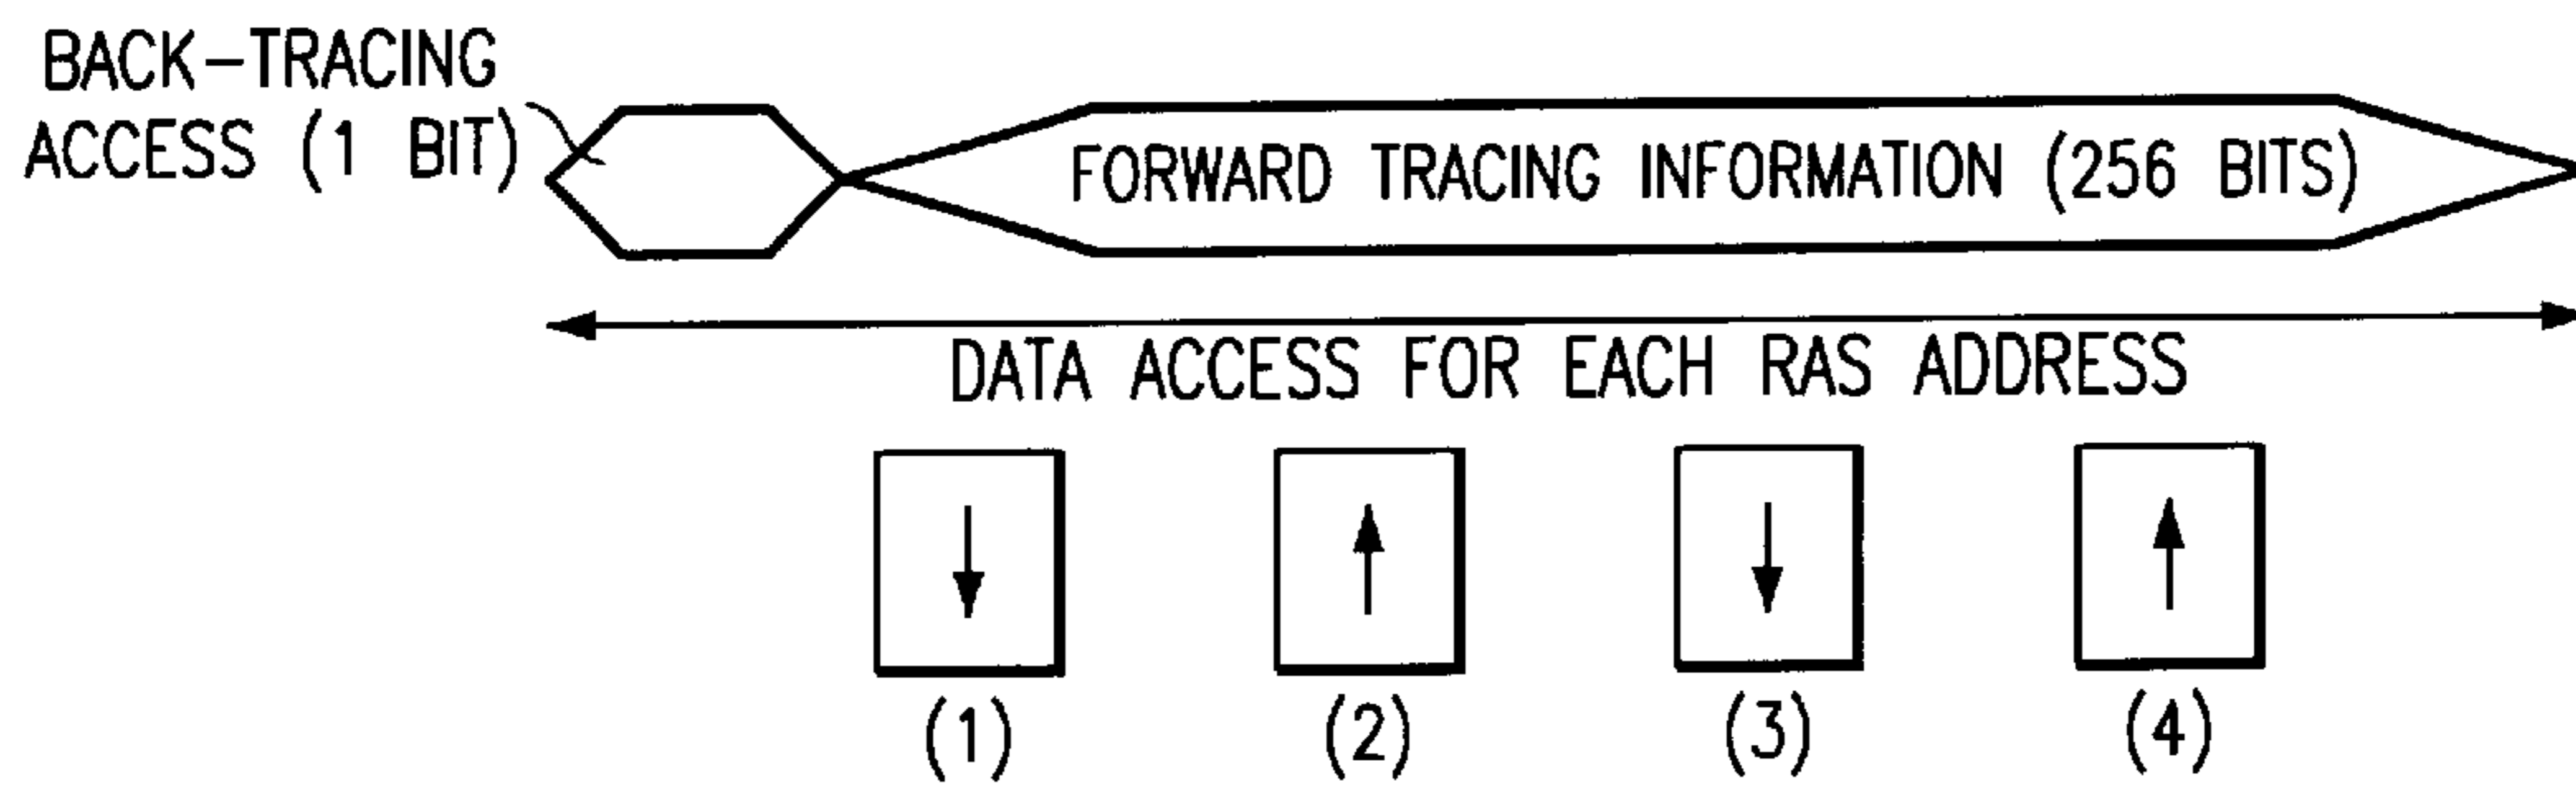 BACK-TRACING
ACCESS (1 BIT)
FORWARD TRACING INFORMATION (256 BITS)
DATA ACCESS FOR EACH RAS ADDRESS
(1) (2) (3) (4)